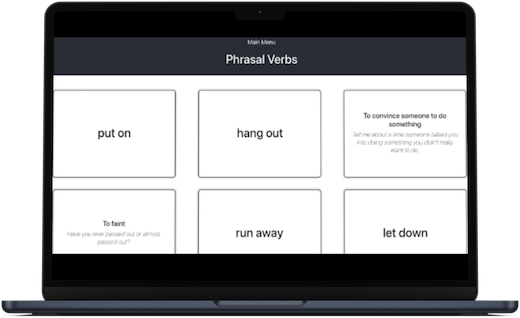 Main Menu
Phrasal Verbs
put on
hang out
To convince someone to do
something
Tell me about a time someone talked you
into doing something you didn't really
want to do.
To faint
Have you ever passed out or almost
passed out?
run away
let down